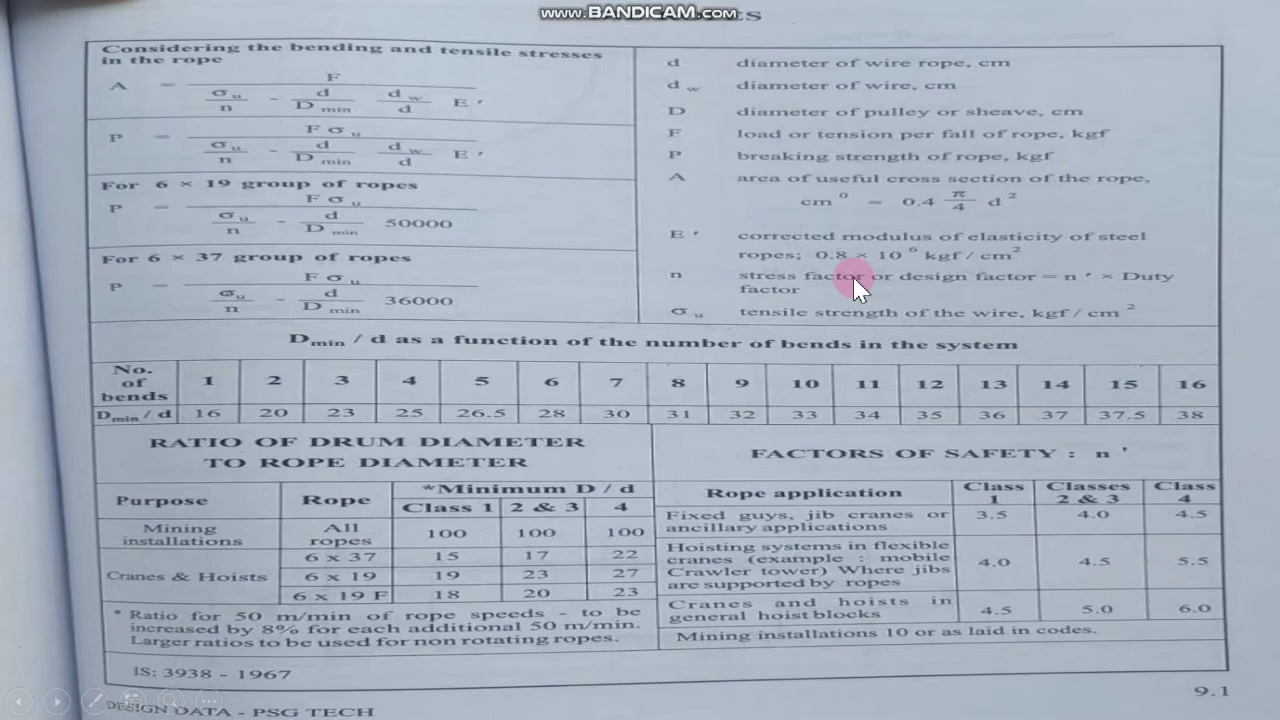 www.BANDICAM.com
Considering the bending and tensile stresses
in the rope
A = F
σu / n - d / D min dw / d E '
P = F σu
σu / n - d / D min dw / d E '
For 6 × 19 group of ropes
P = F σu
σu / n - d / D min 50000
For 6 × 37 group of ropes
P = F σu
σu / n - d / D min 36000
d diameter of wire rope, cm
d w diameter of wire, cm
D diameter of pulley or sheave, cm
F load or tension per fall of rope, kgf
P breaking strength of rope, kgf
A area of useful cross section of the rope,
cm = 0.4 π/4 d 2
E ' corrected modulus of elasticity of steel
ropes; 0.8 × 10 6 kgf / cm2
n stress factor or design factor = n ' × Duty
factor
σ u tensile strength of the wire, kgf / cm 2
Dmin / d as a function of the number of bends in the system
No. of bends 1 2 3 4 5 6 7 8 9 10 11 12 13 14 15 16
Dmin / d 16 20 23 25 26.5 28 30 31 32 33 34 35 36 37 37.5 38
RATIO OF DRUM DIAMETER
TO ROPE DIAMETER
Purpose Rope *Minimum D / d
Class 1 2 & 3 4
Mining installations All ropes 100 100 100
Cranes & Hoists 6 x 37 15 17 22
6 x 19 19 23 27
6 x 19 F 18 20 23
* Ratio for 50 m/min of rope speeds - to be
increased by 8% for each additional 50 m/min.
Larger ratios to be used for non rotating ropes.
FACTORS OF SAFETY : n '
Rope application Class 1 Classes 2 & 3 Class 4
Fixed guys, jib cranes or
ancillary applications 3.5 4.0 4.5
Hoisting systems in flexible
cranes (example : mobile
Crawler tower) Where jibs
are supported by ropes 4.0 4.5 5.5
Cranes and hoists in
general hoist blocks 4.5 5.0 6.0
Mining installations 10 or as laid in codes.
IS: 3938 - 1967
9.1
DESIGN DATA - PSG TECH